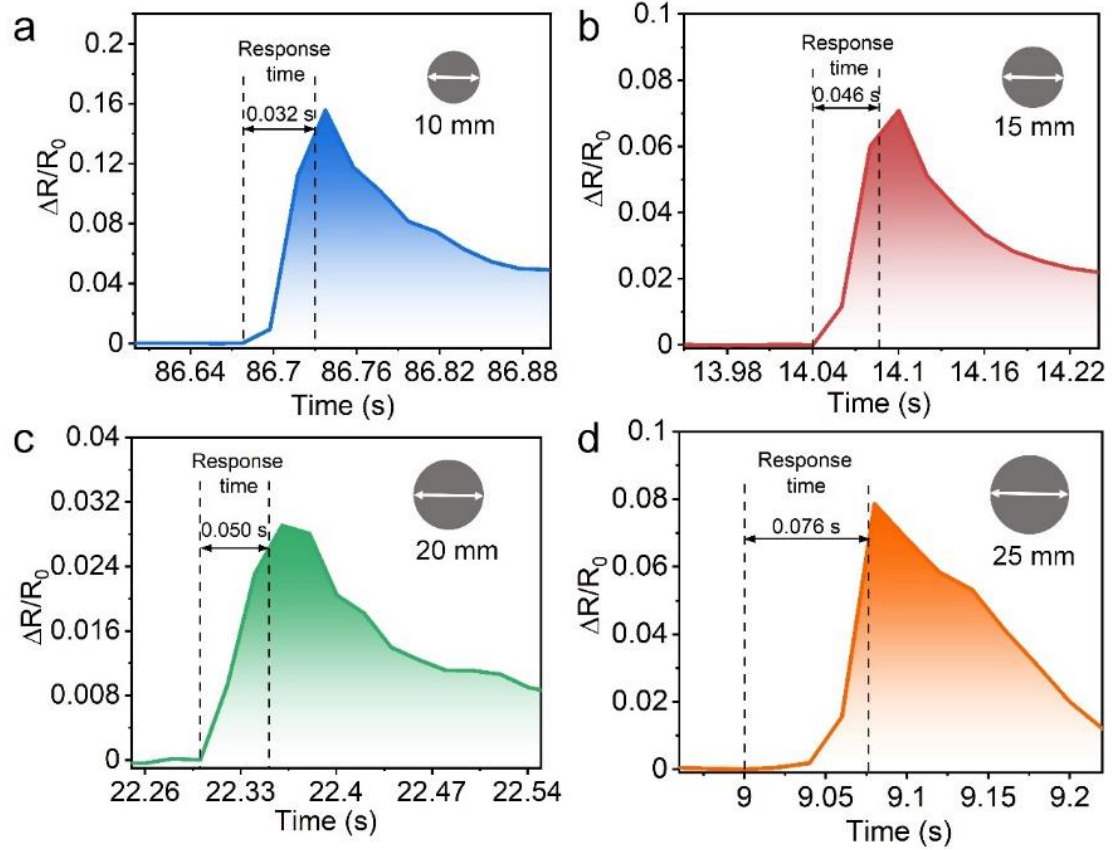 a
0.2
0.16
0.12
0.08
0.04
0
ΔR/R0
Response
time
0.032 s
10 mm
86.64 86.7 86.76 86.82 86.88
Time (s)
b
0.1
0.08
0.06
0.04
0.02
0
ΔR/R0
Response
time
0.046 s
15 mm
13.98 14.04 14.1 14.16 14.22
Time (s)
c
0.04
0.032
0.024
0.016
0.008
0
ΔR/R0
Response
time
0.050 s
20 mm
22.26 22.33 22.4 22.47 22.54
Time (s)
d
0.1
0.08
0.06
0.04
0.02
0
ΔR/R0
Response
time
0.076 s
25 mm
9 9.05 9.1 9.15 9.2
Time (s)